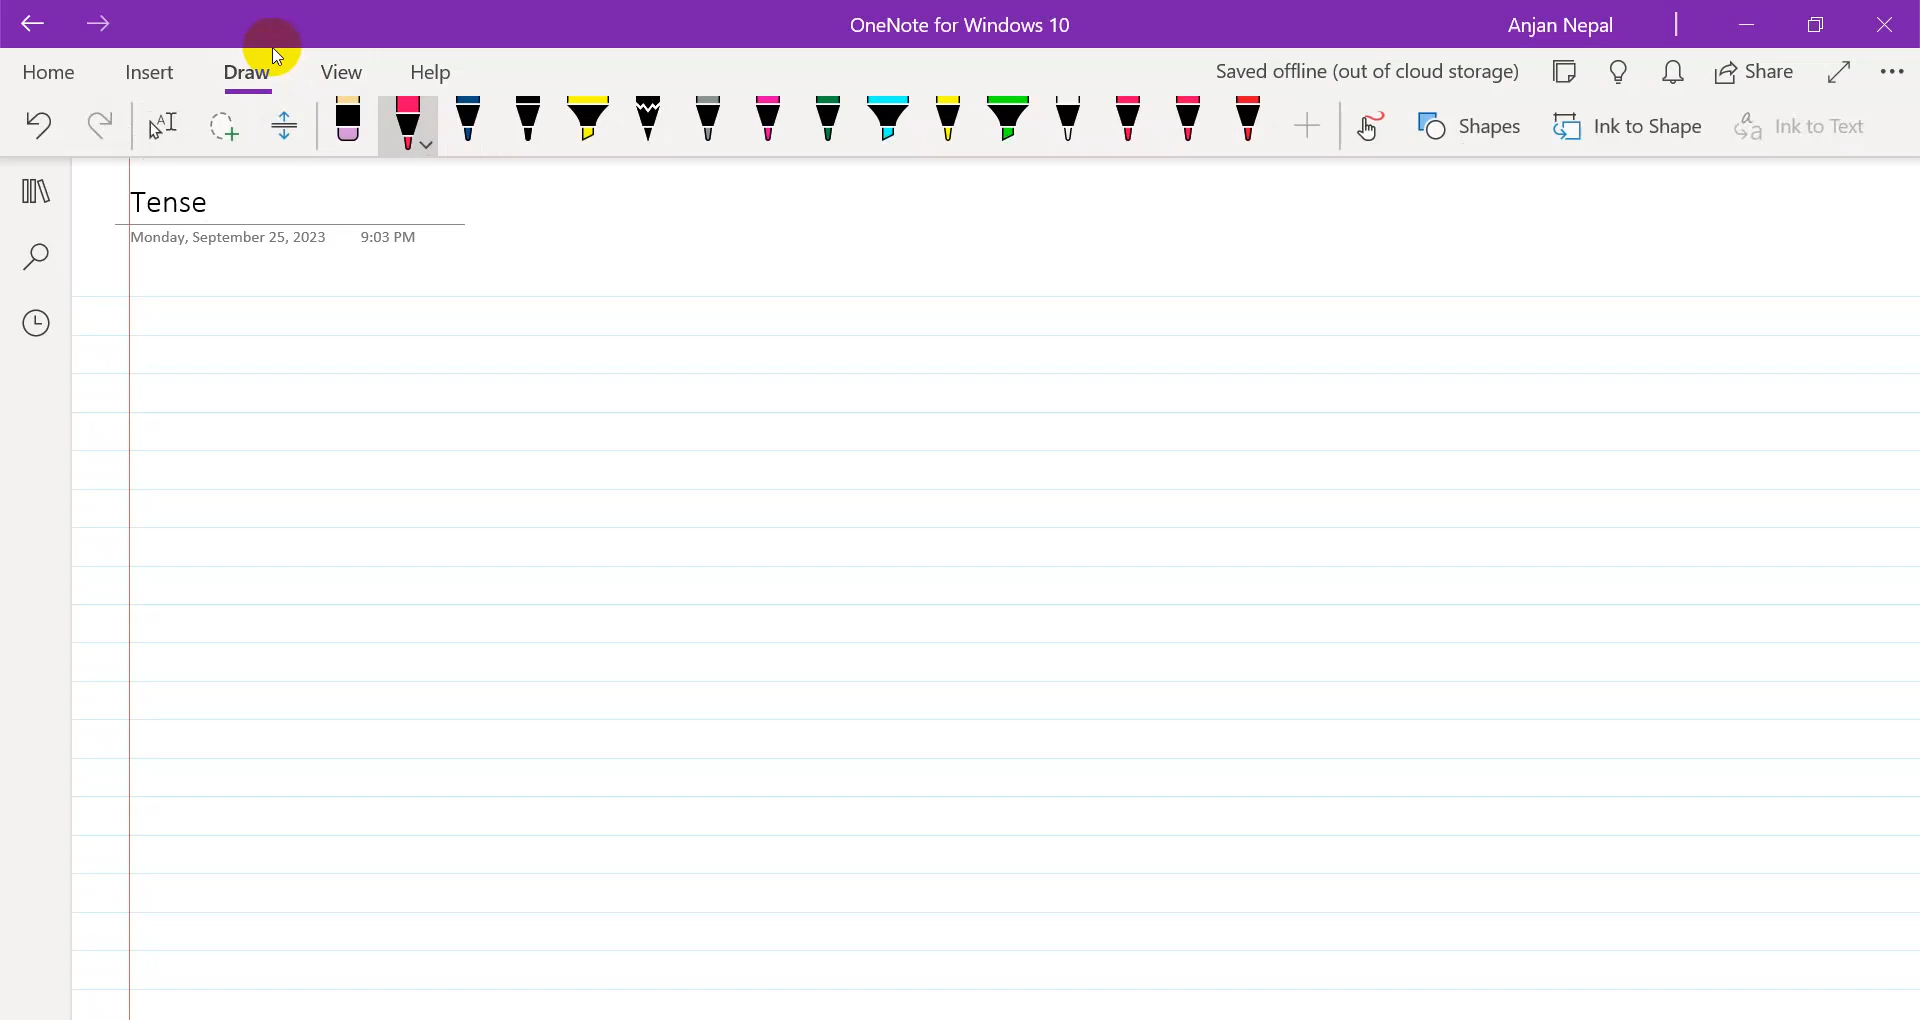 OneNote for Windows 10
Anjan Nepal
Home Insert Draw View Help
Saved offline (out of cloud storage)
Share
Shapes
Ink to Shape
Ink to Text
Tense
Monday, September 25, 2023 9:03 PM